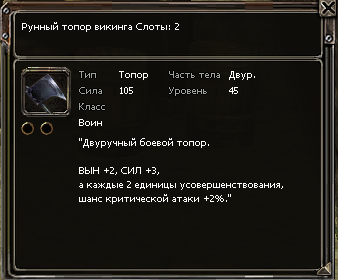 Рунный топор викинга Слоты: 2
Тип Топор Часть тела Двур.
Сила 105 Уровень 45
Класс
Воин
"Двуручный боевой топор.
ВЫН +2, СИЛ +3,
а каждые 2 единицы усовершенствования,
шанс критической атаки +2%."